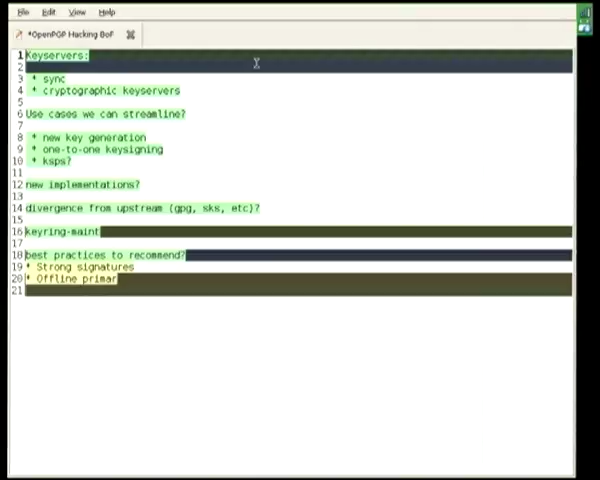 File Edit View Help
*OpenPGP Hacking BoF
1 Keyservers:
2
3 * sync
4 * cryptographic keyservers
5
6 Use cases we can streamline?
7
8 * new key generation
9 * one-to-one keysigning
10 * ksps?
11
12 new implementations?
13
14 divergence from upstream (gpg, sks, etc)?
15
16 keyring-maint
17
18 best practices to recommend?
19 * Strong signatures
20 * Offline primar
21